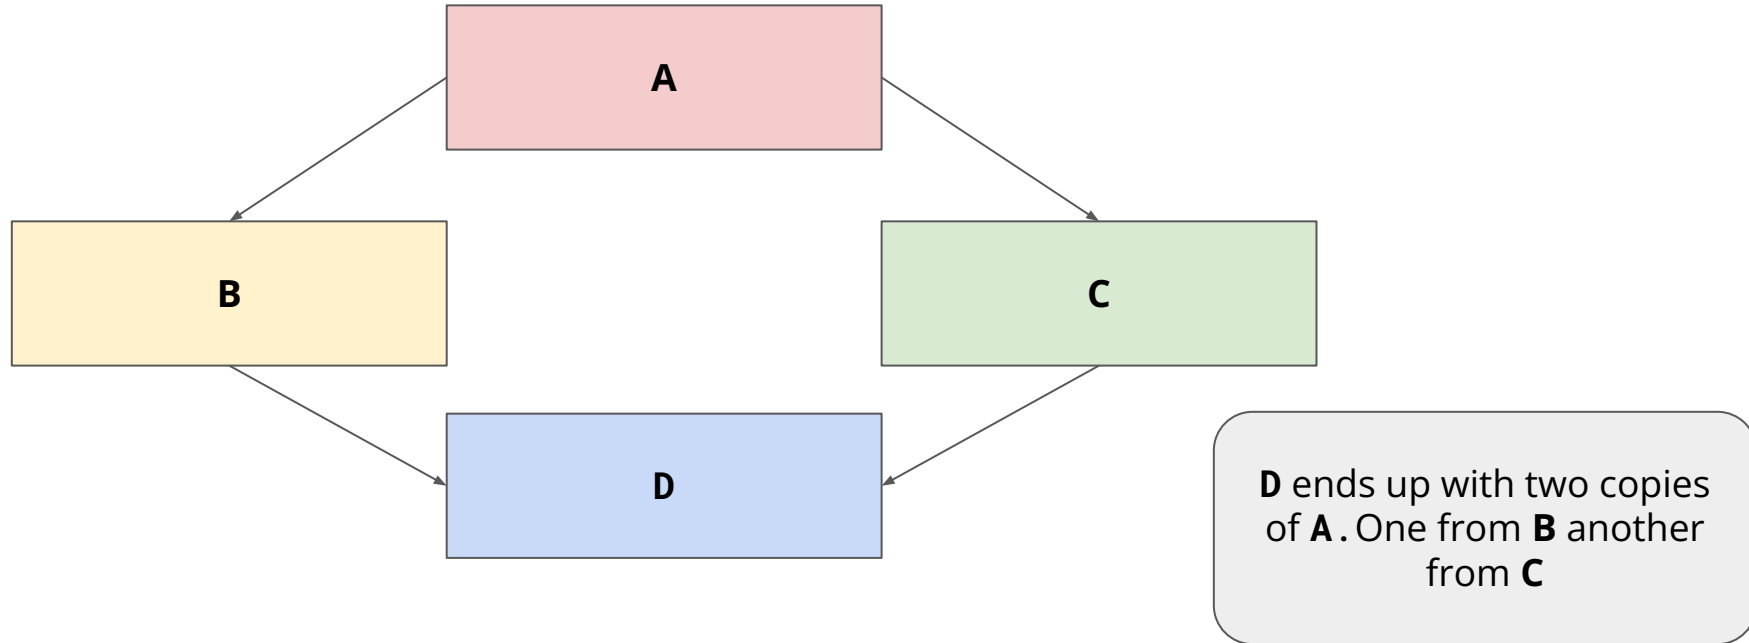 A
B
C
D
D ends up with two copies
of A. One from B another
from C